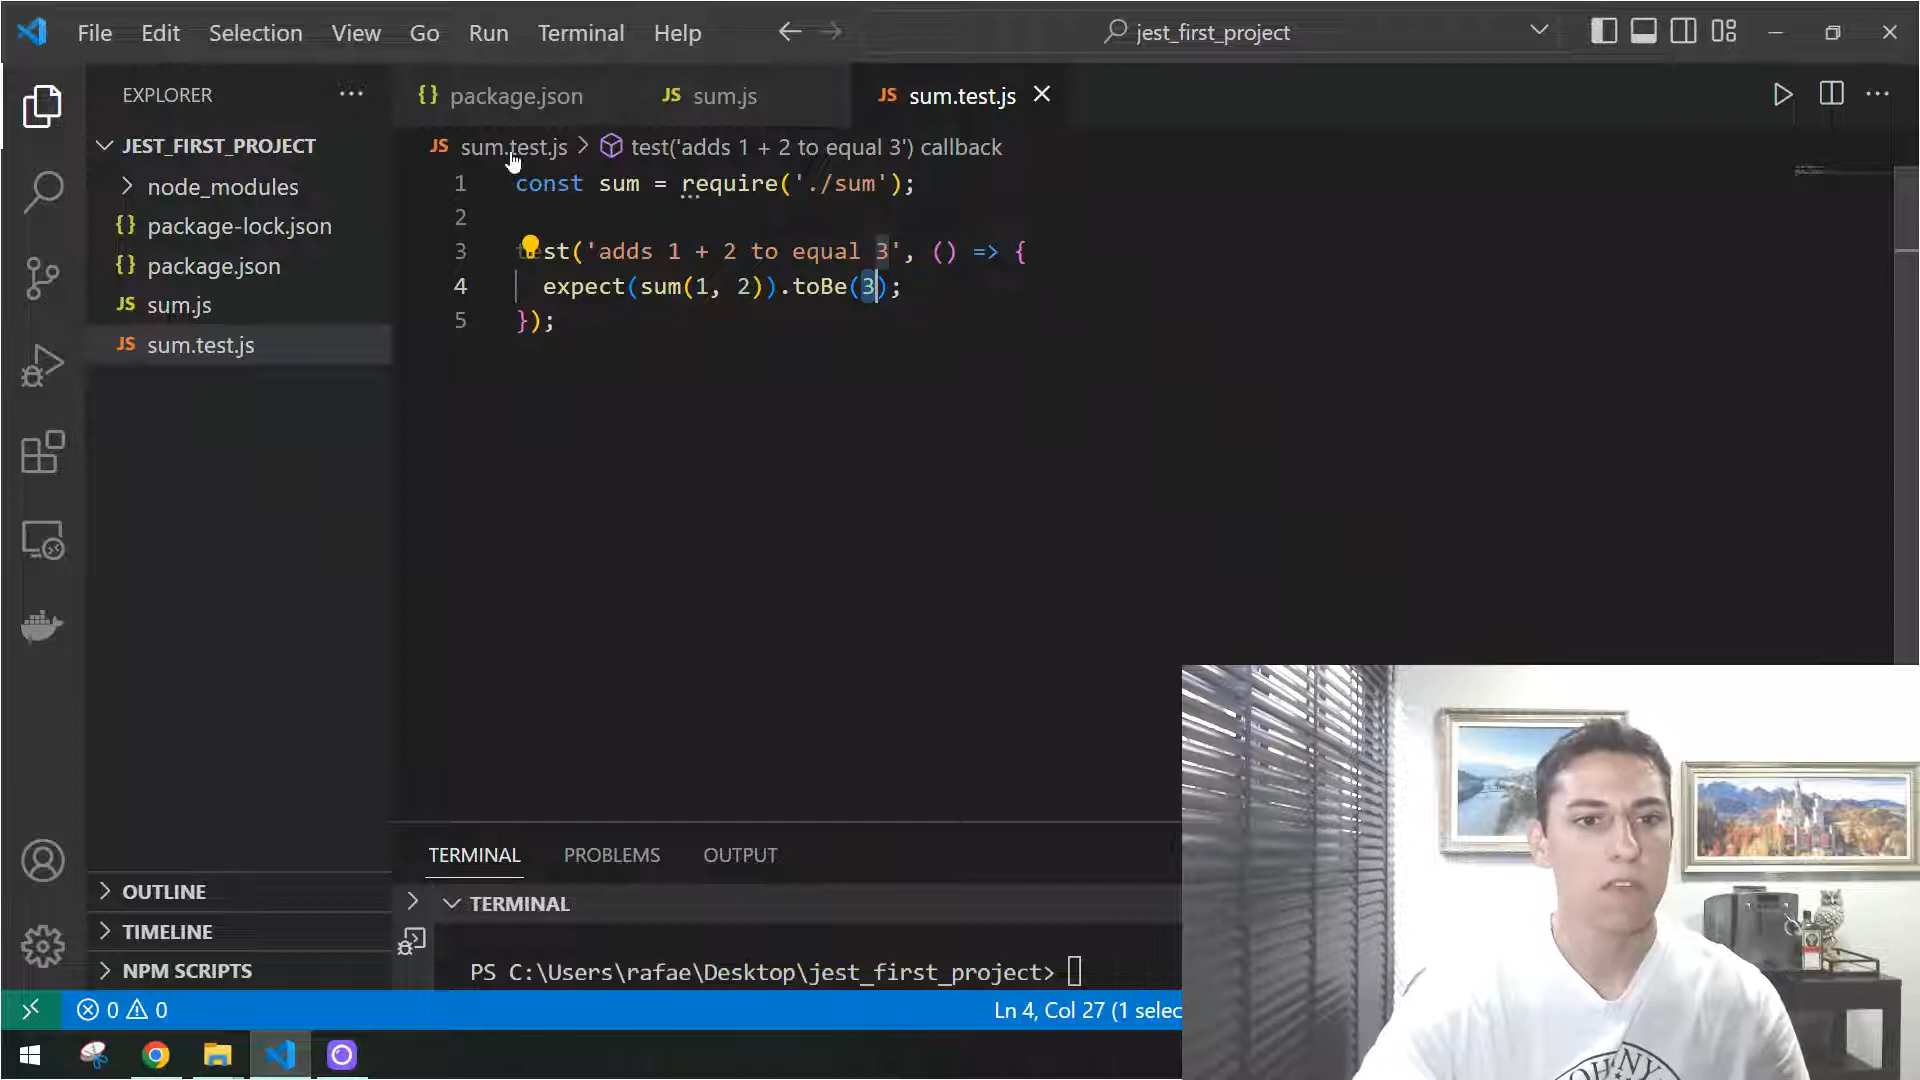 File Edit Selection View Go Run Terminal Help
jest_first_project
EXPLORER
JEST_FIRST_PROJECT
node_modules
{} package-lock.json
{} package.json
JS sum.js
JS sum.test.js
OUTLINE
TIMELINE
NPM SCRIPTS
{} package.json
JS sum.js
JS sum.test.js
JS sum.test.js > test('adds 1 + 2 to equal 3') callback
1 const sum = require('./sum');
2
3 test('adds 1 + 2 to equal 3', () => {
4 expect(sum(1, 2)).toBe(3);
5 });
TERMINAL PROBLEMS OUTPUT
TERMINAL
PS C:\Users\rafae\Desktop\jest_first_project>
0 0
Ln 4, Col 27 (1 selec